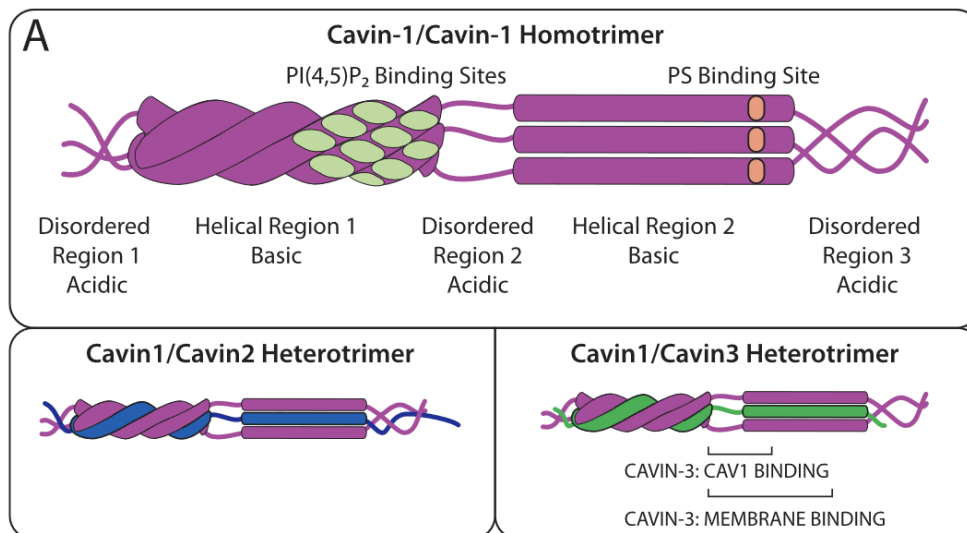 A
Cavin-1/Cavin-1 Homotrimer
PI(4,5)P₂ Binding Sites
PS Binding Site
Disordered
Region 1
Acidic
Helical Region 1
Basic
Disordered
Region 2
Acidic
Helical Region 2
Basic
Disordered
Region 3
Acidic
Cavin1/Cavin2 Heterotrimer
Cavin1/Cavin3 Heterotrimer
CAVIN-3: CAV1 BINDING
CAVIN-3: MEMBRANE BINDING